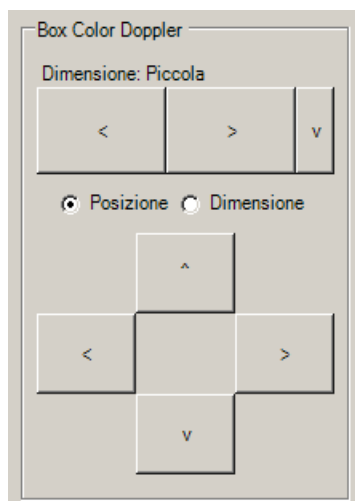 Box Color Doppler
Dimensione: Piccola
< > v
Posizione Dimensione
^
< >
v